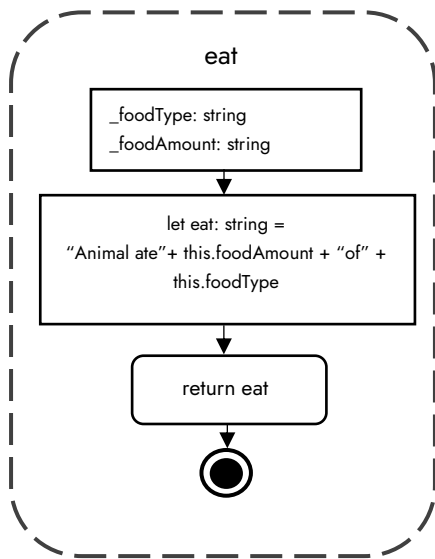 eat
_foodType: string
_foodAmount: string
let eat: string =
“Animal ate”+ this.foodAmount + “of” +
this.foodType
return eat